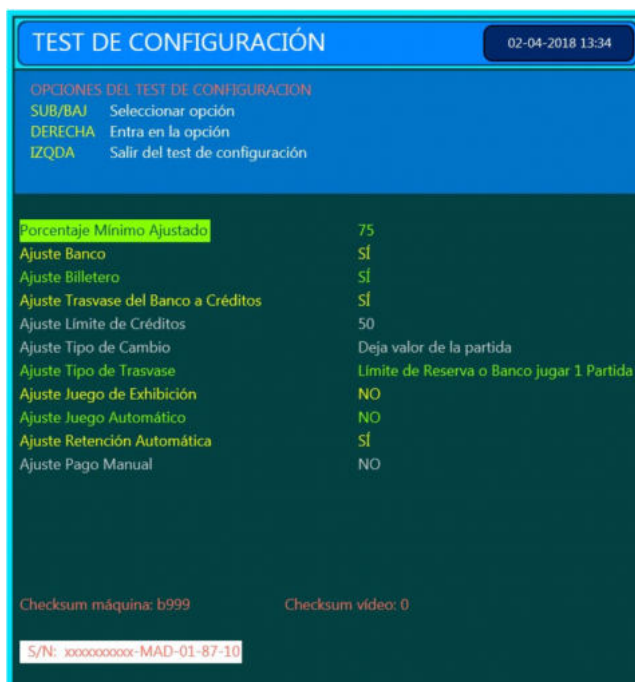 TEST DE CONFIGURACIÓN 02-04-2018 13:34
OPCIONES DEL TEST DE CONFIGURACION
SUB/BAJ Seleccionar opción
DERECHA Entra en la opción
IZQDA Salir del test de configuración
Porcentaje Mínimo Ajustado 75
Ajuste Banco SÍ
Ajuste Billetero SÍ
Ajuste Trasvase del Banco a Créditos SÍ
Ajuste Límite de Créditos 50
Ajuste Tipo de Cambio Deja valor de la partida
Ajuste Tipo de Trasvase Límite de Reserva o Banco jugar 1 Partida
Ajuste Juego de Exhibición NO
Ajuste Juego Automático NO
Ajuste Retención Automática SÍ
Ajuste Pago Manual NO
Checksum máquina: b999 Checksum vídeo: 0
S/N: xxxxxxxxxx-MAD-01-87-10